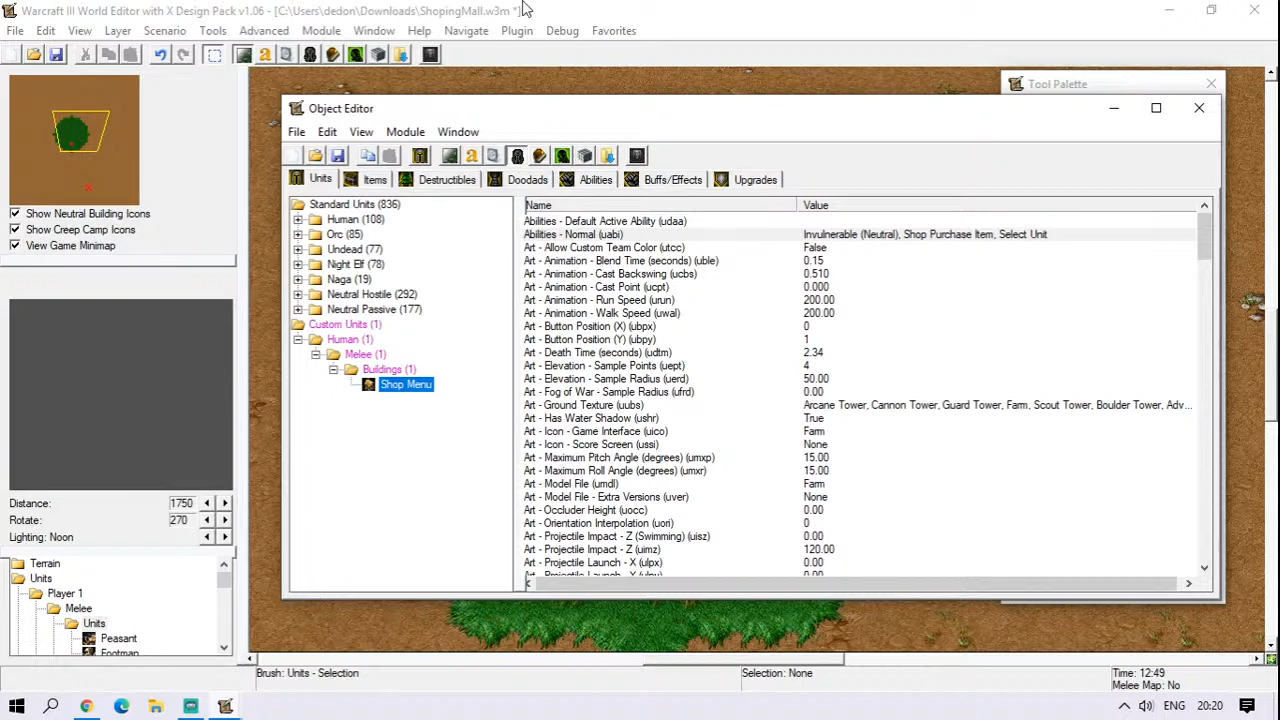 Warcraft III World Editor with X Design Pack v1.06 - [C:\Users\dedon\Downloads\ShopingMall.w3m *]
File Edit View Layer Scenario Tools Advanced Module Window Help Navigate Plugin Debug Favorites
Tool Palette
Object Editor
File Edit View Module Window
Units Items Destructibles Doodads Abilities Buffs/Effects Upgrades
Standard Units (836)
Human (108)
Orc (85)
Undead (77)
Night Elf (78)
Naga (19)
Neutral Hostile (292)
Neutral Passive (177)
Custom Units (1)
Human (1)
Melee (1)
Buildings (1)
Shop Menu
Name Value
Abilities - Default Active Ability (udaa)
Abilities - Normal (uabi) Invulnerable (Neutral), Shop Purchase Item, Select Unit
Art - Allow Custom Team Color (utcc) False
Art - Animation - Blend Time (seconds) (uble) 0.15
Art - Animation - Cast Backswing (ucbs) 0.510
Art - Animation - Cast Point (ucpt) 0.000
Art - Animation - Run Speed (urun) 200.00
Art - Animation - Walk Speed (uwal) 200.00
Art - Button Position (X) (ubpx) 0
Art - Button Position (Y) (ubpy) 1
Art - Death Time (seconds) (udtm) 2.34
Art - Elevation - Sample Points (uept) 4
Art - Elevation - Sample Radius (uerd) 50.00
Art - Fog of War - Sample Radius (ufrd) 0.00
Art - Ground Texture (uubs) Arcane Tower, Cannon Tower, Guard Tower, Farm, Scout Tower, Boulder Tower, Adv...
Art - Has Water Shadow (ushr) True
Art - Icon - Game Interface (uico) Farm
Art - Icon - Score Screen (ussi) None
Art - Maximum Pitch Angle (degrees) (umxp) 15.00
Art - Maximum Roll Angle (degrees) (umxr) 15.00
Art - Model File (umdl) Farm
Art - Model File - Extra Versions (uver) None
Art - Occluder Height (uocc) 0.00
Art - Orientation Interpolation (uori) 0
Art - Projectile Impact - Z (Swimming) (uisz) 0.00
Art - Projectile Impact - Z (uimz) 120.00
Art - Projectile Launch - X (ulpx) 0.00
Show Neutral Building Icons
Show Creep Camp Icons
View Game Minimap
Distance: 1750
Rotate: 270
Lighting: Noon
Terrain
Units
Player 1
Melee
Units
Peasant
Footman
Brush: Units - Selection
Selection: None
Time: 12:49
Melee Map: No
ENG 20:20